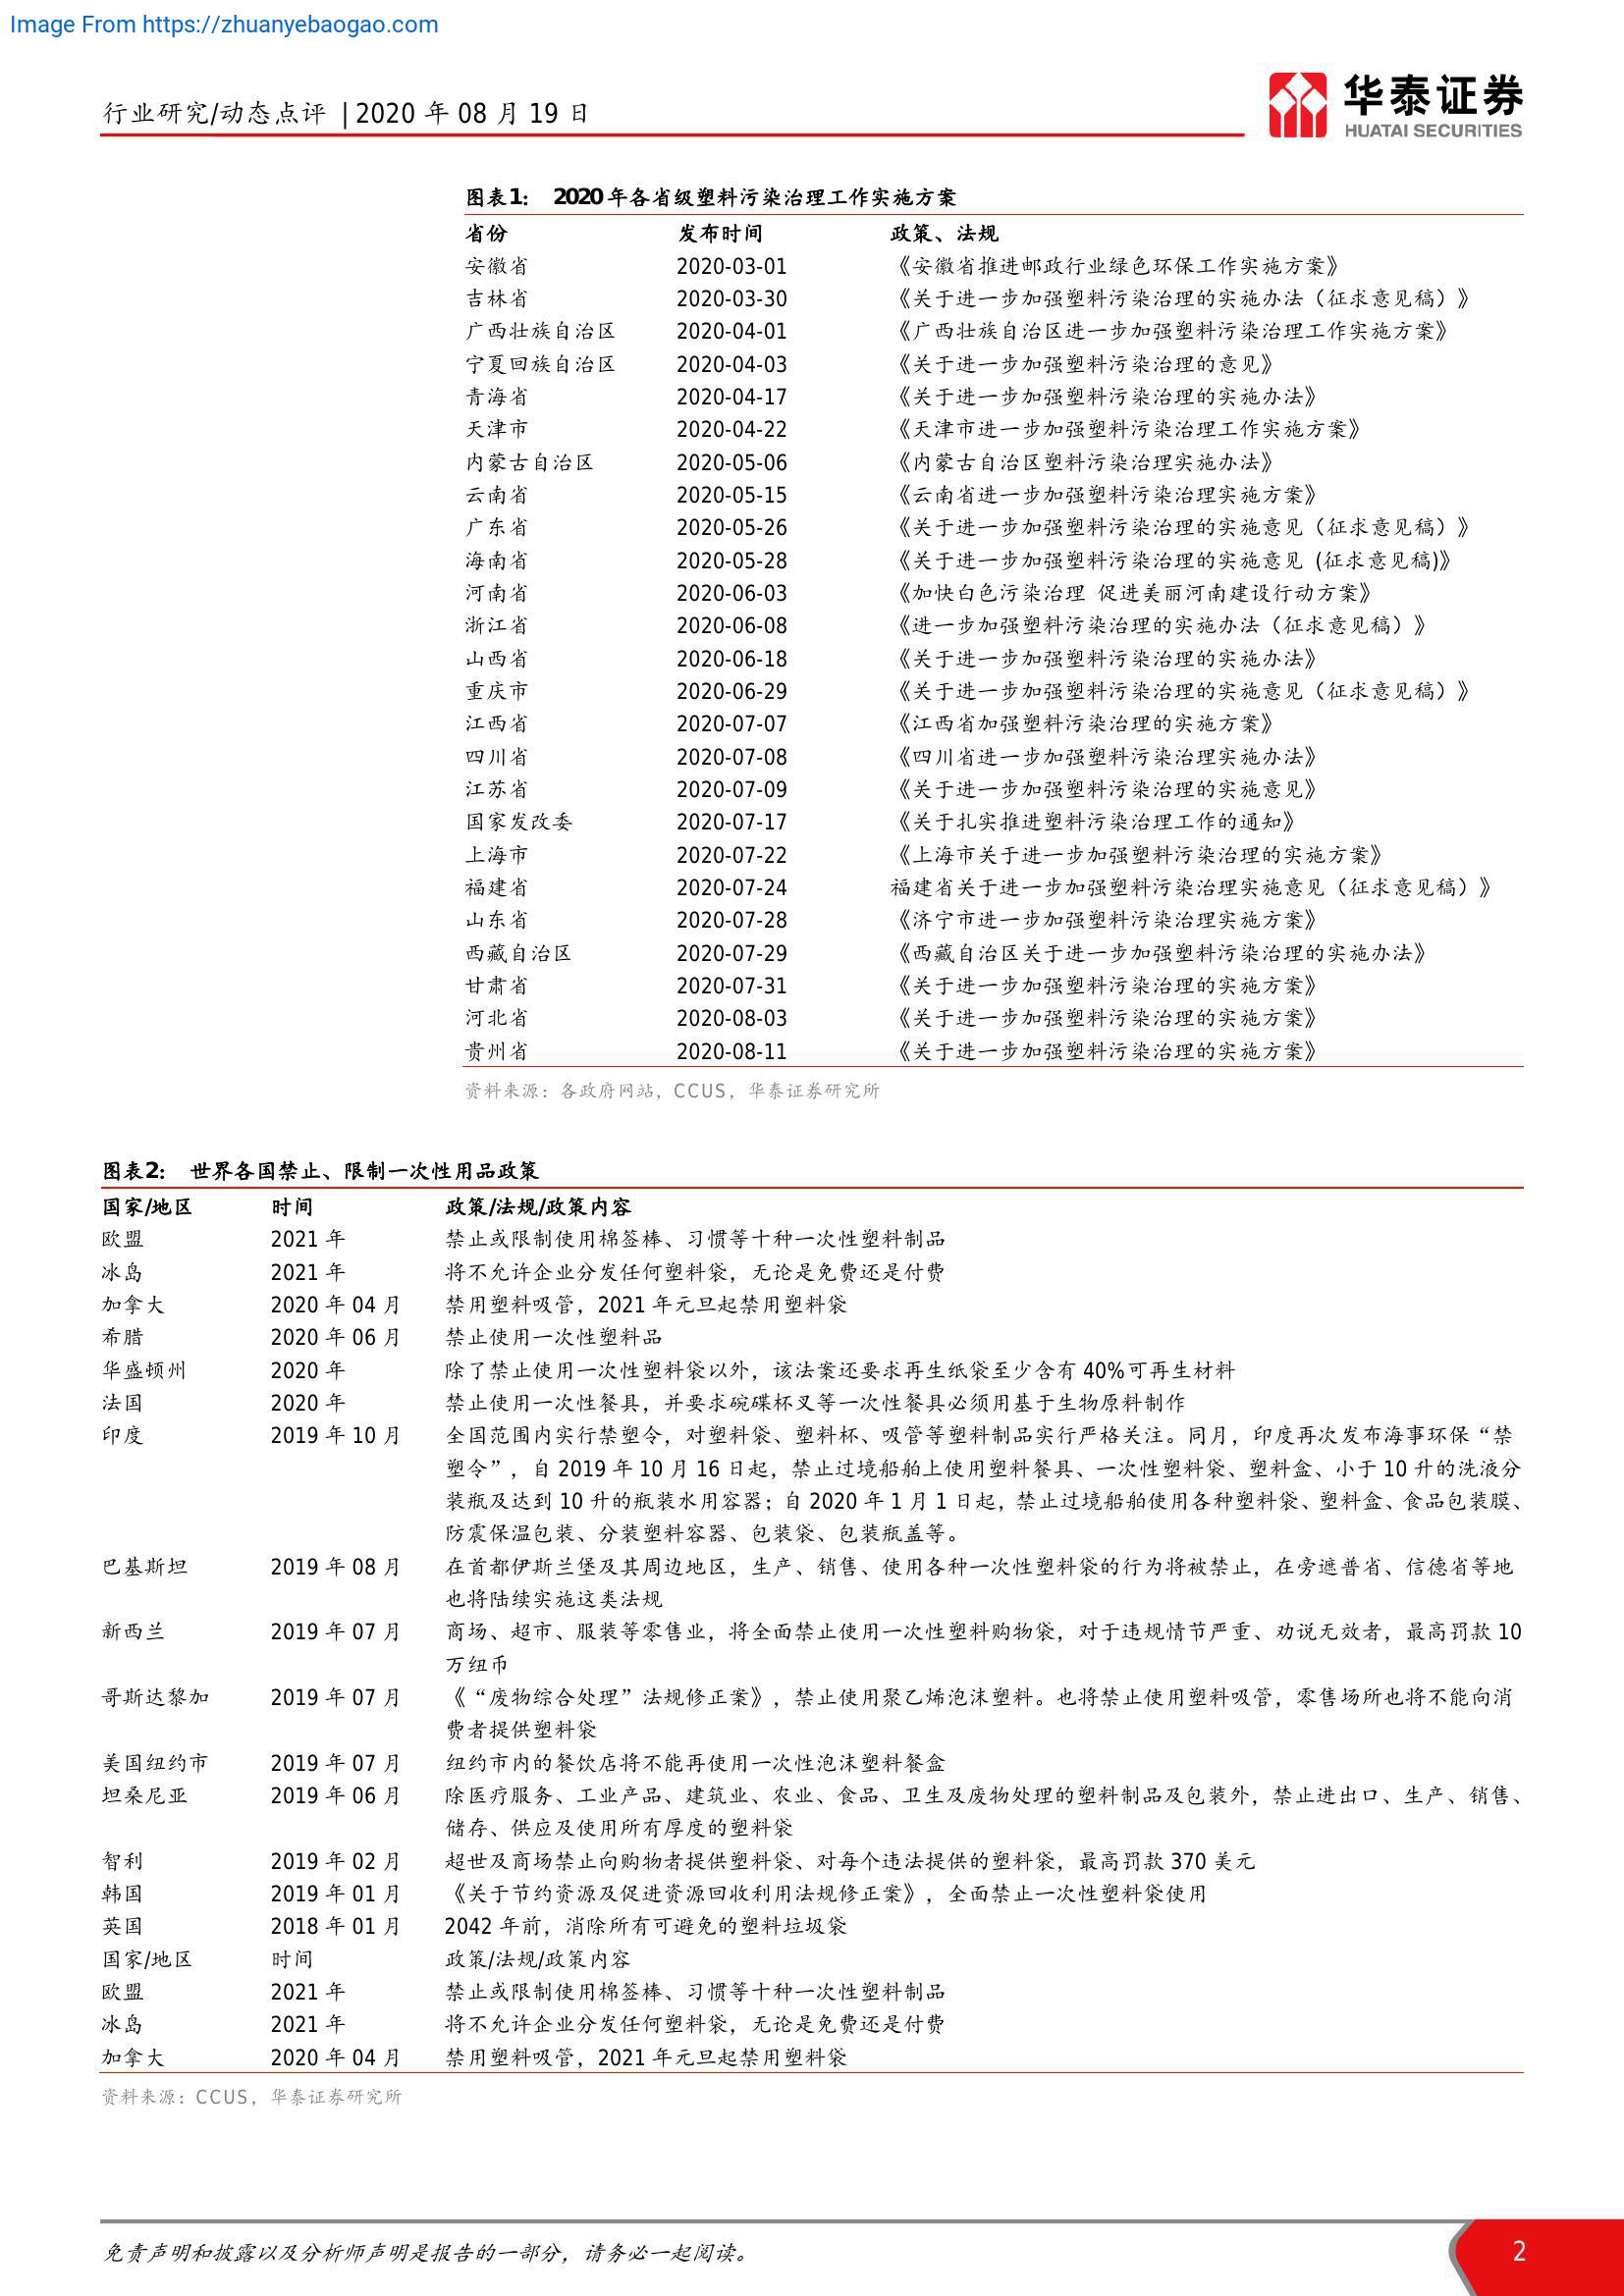 Image From https://zhuanyebaogao.com
行业研究/动态点评 | 2020 年 08 月 19 日
华泰证券
HUATAI SECURITIES
图表1: 2020 年各省级塑料污染治理工作实施方案
省份 发布时间 政策、法规
安徽省 2020-03-01 《安徽省推进邮政行业绿色环保工作实施方案》
吉林省 2020-03-30 《关于进一步加强塑料污染治理的实施办法（征求意见稿）》
广西壮族自治区 2020-04-01 《广西壮族自治区进一步加强塑料污染治理工作实施方案》
宁夏回族自治区 2020-04-03 《关于进一步加强塑料污染治理的意见》
青海省 2020-04-17 《关于进一步加强塑料污染治理的实施办法》
天津市 2020-04-22 《天津市进一步加强塑料污染治理工作实施方案》
内蒙古自治区 2020-05-06 《内蒙古自治区塑料污染治理实施办法》
云南省 2020-05-15 《云南省进一步加强塑料污染治理实施方案》
广东省 2020-05-26 《关于进一步加强塑料污染治理的实施意见（征求意见稿）》
海南省 2020-05-28 《关于进一步加强塑料污染治理的实施意见 (征求意见稿)》
河南省 2020-06-03 《加快白色污染治理 促进美丽河南建设行动方案》
浙江省 2020-06-08 《进一步加强塑料污染治理的实施办法（征求意见稿）》
山西省 2020-06-18 《关于进一步加强塑料污染治理的实施办法》
重庆市 2020-06-29 《关于进一步加强塑料污染治理的实施意见（征求意见稿）》
江西省 2020-07-07 《江西省加强塑料污染治理的实施方案》
四川省 2020-07-08 《四川省进一步加强塑料污染治理实施办法》
江苏省 2020-07-09 《关于进一步加强塑料污染治理的实施意见》
国家发改委 2020-07-17 《关于扎实推进塑料污染治理工作的通知》
上海市 2020-07-22 《上海市关于进一步加强塑料污染治理的实施方案》
福建省 2020-07-24 福建省关于进一步加强塑料污染治理实施意见（征求意见稿）》
山东省 2020-07-28 《济宁市进一步加强塑料污染治理实施方案》
西藏自治区 2020-07-29 《西藏自治区关于进一步加强塑料污染治理的实施办法》
甘肃省 2020-07-31 《关于进一步加强塑料污染治理的实施方案》
河北省 2020-08-03 《关于进一步加强塑料污染治理的实施方案》
贵州省 2020-08-11 《关于进一步加强塑料污染治理的实施方案》
资料来源：各政府网站，CCUS，华泰证券研究所
图表2: 世界各国禁止、限制一次性用品政策
国家/地区 时间 政策/法规/政策内容
欧盟 2021 年 禁止或限制使用棉签棒、习惯等十种一次性塑料制品
冰岛 2021 年 将不允许企业分发任何塑料袋，无论是免费还是付费
加拿大 2020 年 04 月 禁用塑料吸管，2021 年元旦起禁用塑料袋
希腊 2020 年 06 月 禁止使用一次性塑料品
华盛顿州 2020 年 除了禁止使用一次性塑料袋以外，该法案还要求再生纸袋至少含有 40%可再生材料
法国 2020 年 禁止使用一次性餐具，并要求碗碟杯叉等一次性餐具必须用基于生物原料制作
印度 2019 年 10 月 全国范围内实行禁塑令，对塑料袋、塑料杯、吸管等塑料制品实行严格关注。同月，印度再次发布海事环保“禁
塑令”，自 2019 年 10 月 16 日起，禁止过境船舶上使用塑料餐具、一次性塑料袋、塑料盒、小于 10 升的洗液分
装瓶及达到 10 升的瓶装水用容器；自 2020 年 1 月 1 日起，禁止过境船舶使用各种塑料袋、塑料盒、食品包装膜、
防震保温包装、分装塑料容器、包装袋、包装瓶盖等。
巴基斯坦 2019 年 08 月 在首都伊斯兰堡及其周边地区，生产、销售、使用各种一次性塑料袋的行为将被禁止，在旁遮普省、信德省等地
也将陆续实施这类法规
新西兰 2019 年 07 月 商场、超市、服装等零售业，将全面禁止使用一次性塑料购物袋，对于违规情节严重、劝说无效者，最高罚款 10
万纽币
哥斯达黎加 2019 年 07 月 《“废物综合处理”法规修正案》，禁止使用聚乙烯泡沫塑料。也将禁止使用塑料吸管，零售场所也将不能向消
费者提供塑料袋
美国纽约市 2019 年 07 月 纽约市内的餐饮店将不能再使用一次性泡沫塑料餐盒
坦桑尼亚 2019 年 06 月 除医疗服务、工业产品、建筑业、农业、食品、卫生及废物处理的塑料制品及包装外，禁止进出口、生产、销售、
储存、供应及使用所有厚度的塑料袋
智利 2019 年 02 月 超世及商场禁止向购物者提供塑料袋、对每个违法提供的塑料袋，最高罚款 370 美元
韩国 2019 年 01 月 《关于节约资源及促进资源回收利用法规修正案》，全面禁止一次性塑料袋使用
英国 2018 年 01 月 2042 年前，消除所有可避免的塑料垃圾袋
国家/地区 时间 政策/法规/政策内容
欧盟 2021 年 禁止或限制使用棉签棒、习惯等十种一次性塑料制品
冰岛 2021 年 将不允许企业分发任何塑料袋，无论是免费还是付费
加拿大 2020 年 04 月 禁用塑料吸管，2021 年元旦起禁用塑料袋
资料来源：CCUS，华泰证券研究所
免责声明和披露以及分析师声明是报告的一部分，请务必一起阅读。
2